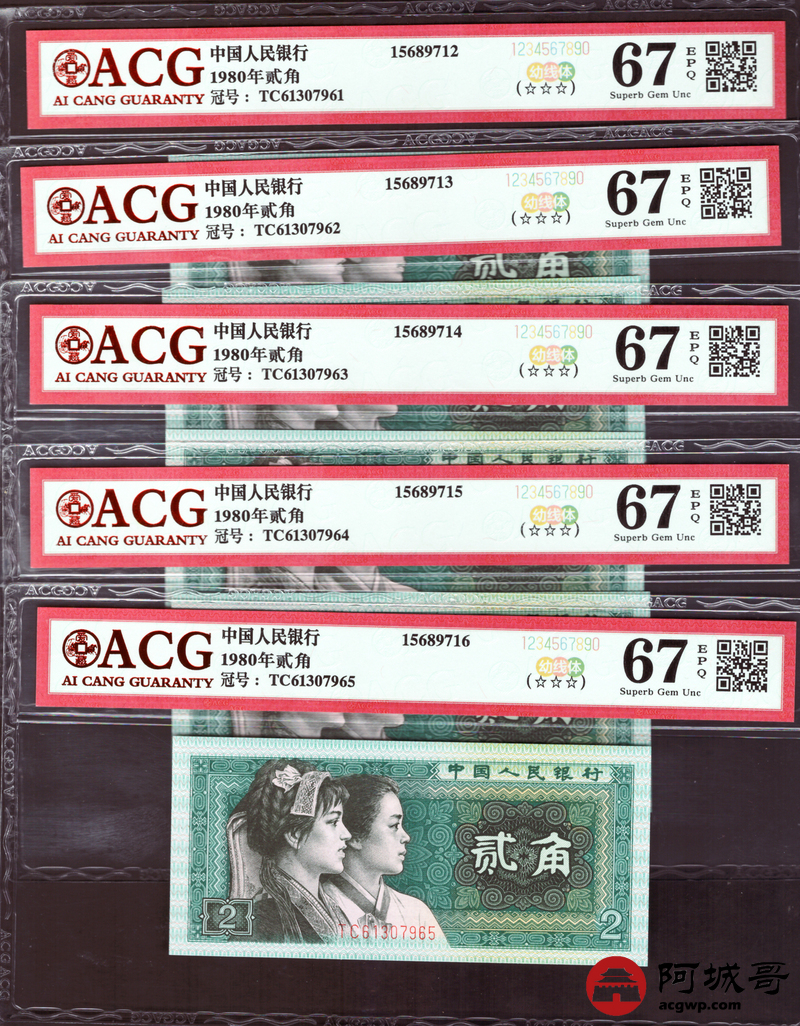 ACG
AI CANG GUARANTY
中国人民银行
1980年贰角
冠号：TC61307961
15689712
1234567890
幼线体
(☆☆☆)
67
EPQ
Superb Gem Unc
ACG
AI CANG GUARANTY
中国人民银行
1980年贰角
冠号：TC61307962
15689713
1234567890
幼线体
(☆☆☆)
67
EPQ
Superb Gem Unc
贰角
ACG
AI CANG GUARANTY
中国人民银行
1980年贰角
冠号：TC61307963
15689714
1234567890
幼线体
(☆☆☆)
67
EPQ
Superb Gem Unc
中国人民银行
ACG
AI CANG GUARANTY
中国人民银行
1980年贰角
冠号：TC61307964
15689715
1234567890
幼线体
(☆☆☆)
67
EPQ
Superb Gem Unc
ACG
AI CANG GUARANTY
中国人民银行
1980年贰角
冠号：TC61307965
15689716
1234567890
幼线体
(☆☆☆)
67
EPQ
Superb Gem Unc
中国人民银行
贰角
2
TC61307965
2
阿城哥
acgwp.com